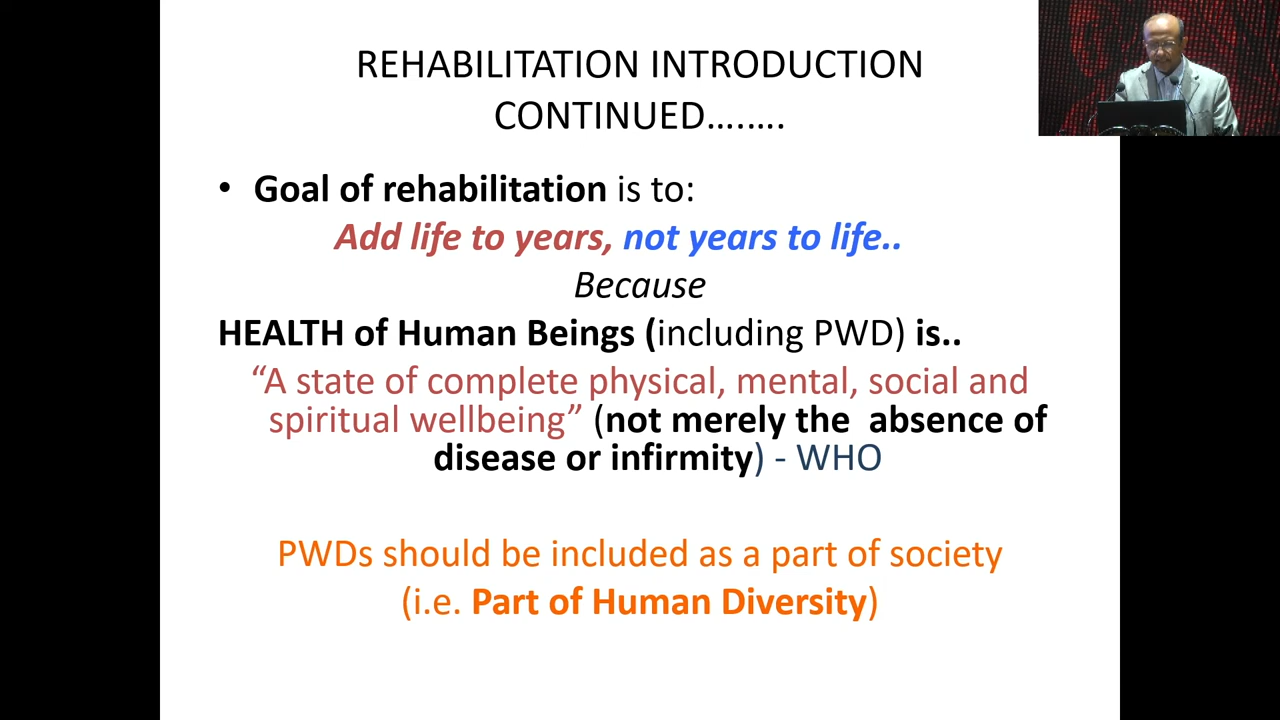 REHABILITATION INTRODUCTION
CONTINUED….….
• Goal of rehabilitation is to:
Add life to years, not years to life..
Because
HEALTH of Human Beings (including PWD) is..
“A state of complete physical, mental, social and
spiritual wellbeing” (not merely the  absence of
disease or infirmity) - WHO
PWDs should be included as a part of society
(i.e. Part of Human Diversity)